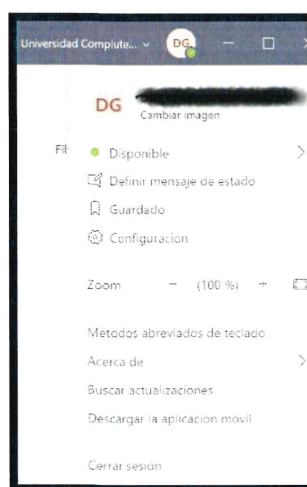 Universidad Complute... DG
DG
Cambiar imagen
Disponible
Definir mensaje de estado
Guardado
Configuración
Zoom - (100 %) +
Métodos abreviados de teclado
Acerca de
Buscar actualizaciones
Descargar la aplicación móvil
Cerrar sesión